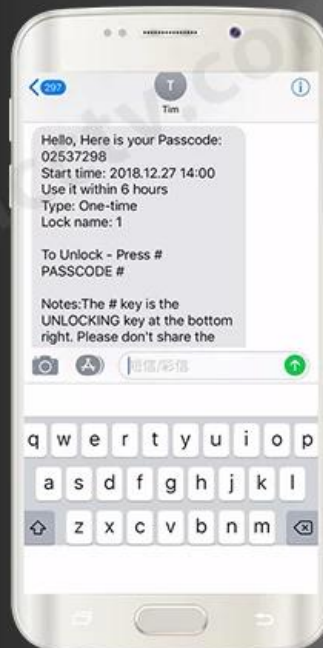 297
T
Tim
Hello, Here is your Passcode:
02537298
Start time: 2018.12.27 14:00
Use it within 6 hours
Type: One-time
Lock name: 1
To Unlock - Press #
PASSCODE #
Notes:The # key is the
UNLOCKING key at the bottom
right. Please don't share the
短信/彩信
q w e r t y u i o p
a s d f g h j k l
z x c v b n m